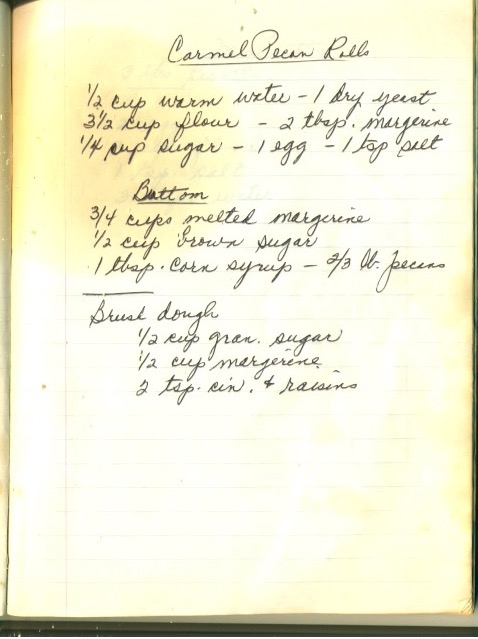 Carmel Pecan Rolls
1/2 cup warm water - 1 dry yeast
3 1/2 cup flour - 2 tbsp. margerine
1/4 cup sugar - 1 egg - 1 tsp salt
Bottom
3/4 cups melted margerine
1/2 cup brown sugar
1 tbsp. corn syrup - 2/3 lb. pecans
Brush dough
1/2 cup gran. sugar
1/2 cup margerine
2 tsp. cin. & raisins